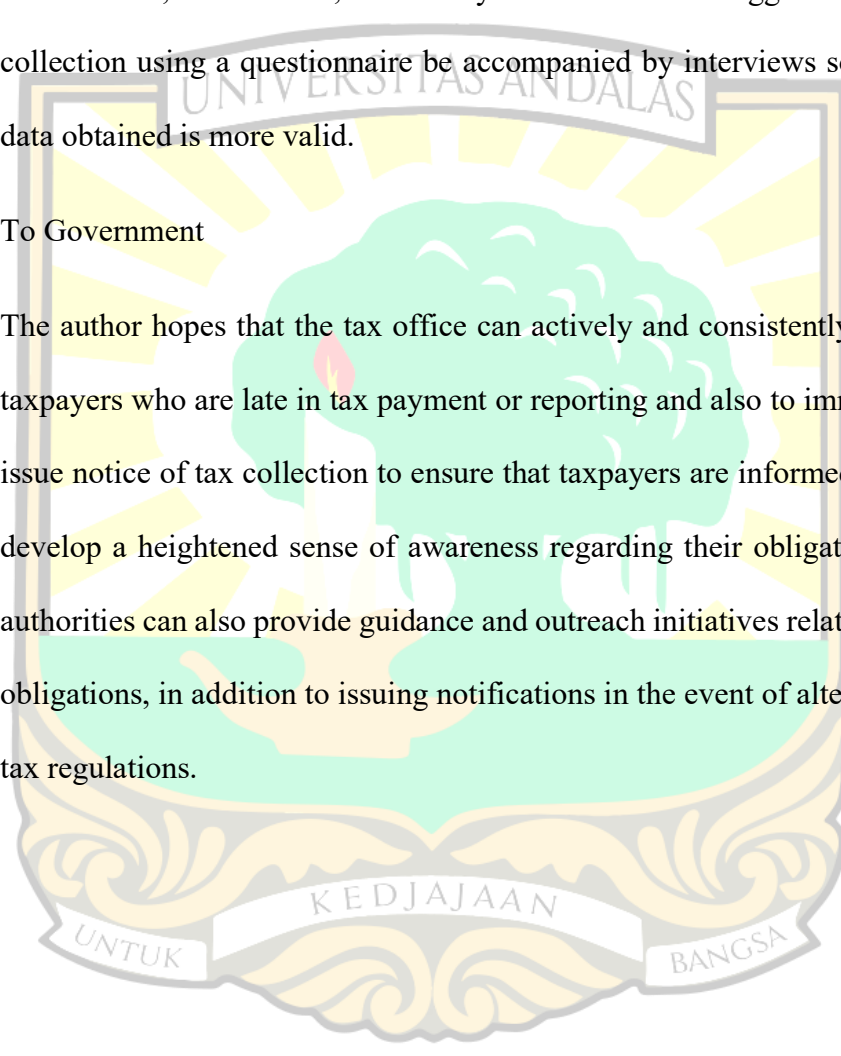 collection using a questionnaire be accompanied by interviews
UNIVERSITAS ANDALAS
data obtained is more valid.
To Government
The author hopes that the tax office can actively and consistently
taxpayers who are late in tax payment or reporting and also to
issue notice of tax collection to ensure that taxpayers are informed
develop a heightened sense of awareness regarding their
authorities can also provide guidance and outreach initiatives
obligations, in addition to issuing notifications in the event of
tax regulations.
KEDJAJAAN
UNTUK
BANGSA